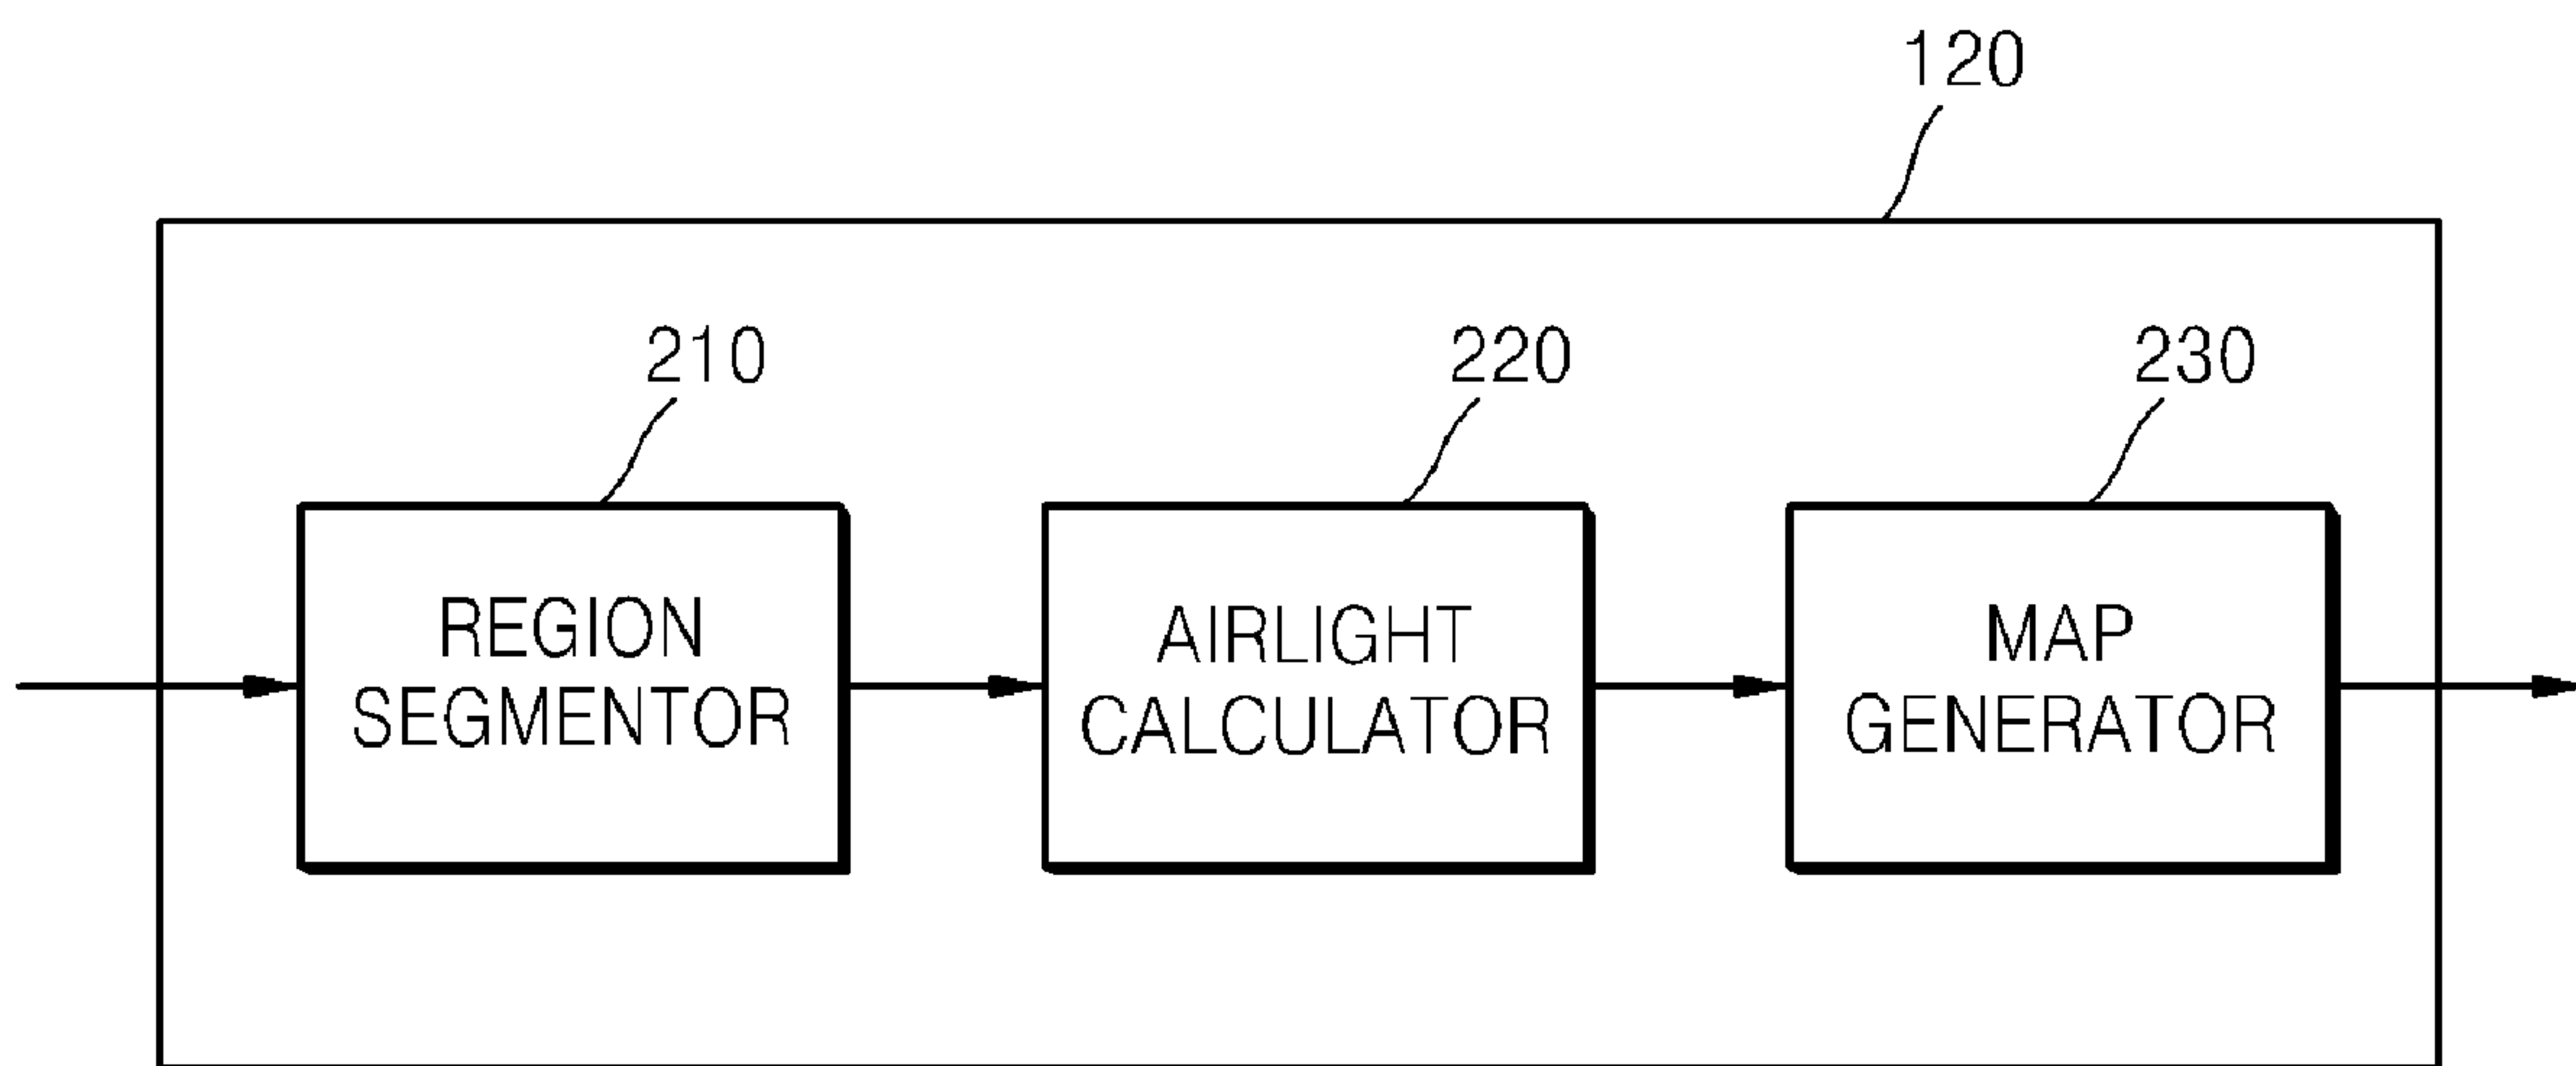 120
210
220
230
REGION
SEGMENTOR
AIRLIGHT
CALCULATOR
MAP
GENERATOR